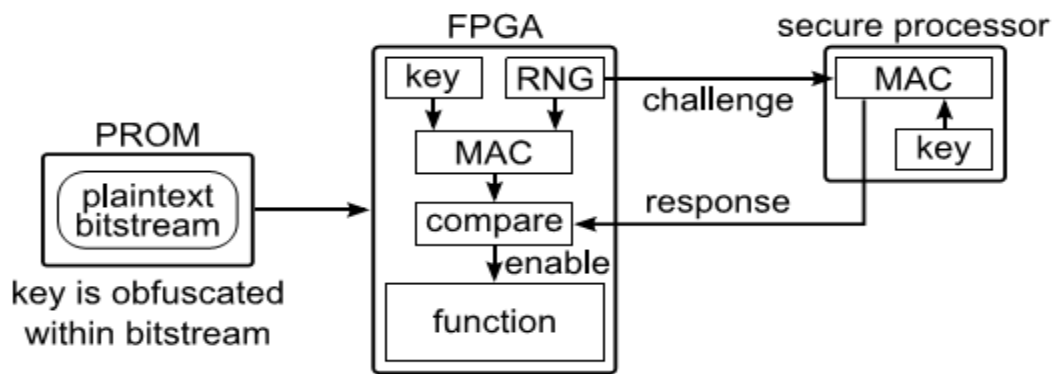 FPGA
secure processor
key
RNG
MAC
challenge
key
PROM
MAC
plaintext
bitstream
compare
response
enable
key is obfuscated
within bitstream
function